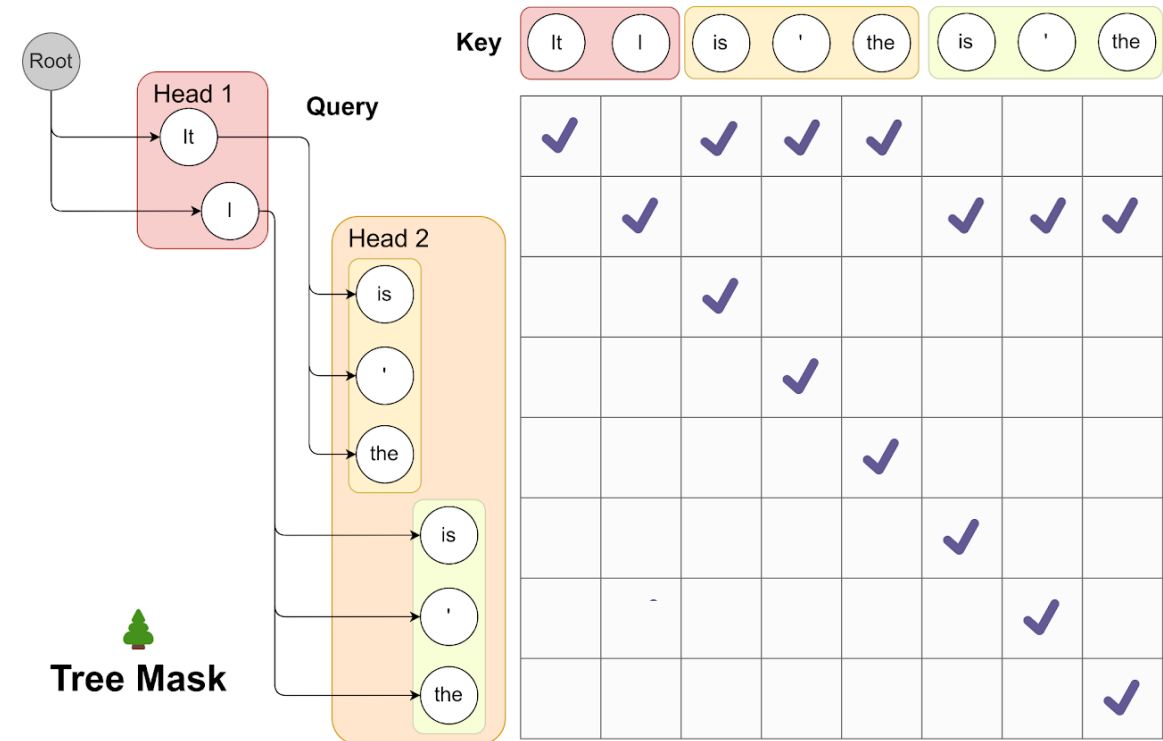 Key
It I is ' the is ' the
Root
Head 1
Query
It
I
Head 2
is
'
the
is
'
the
Tree Mask